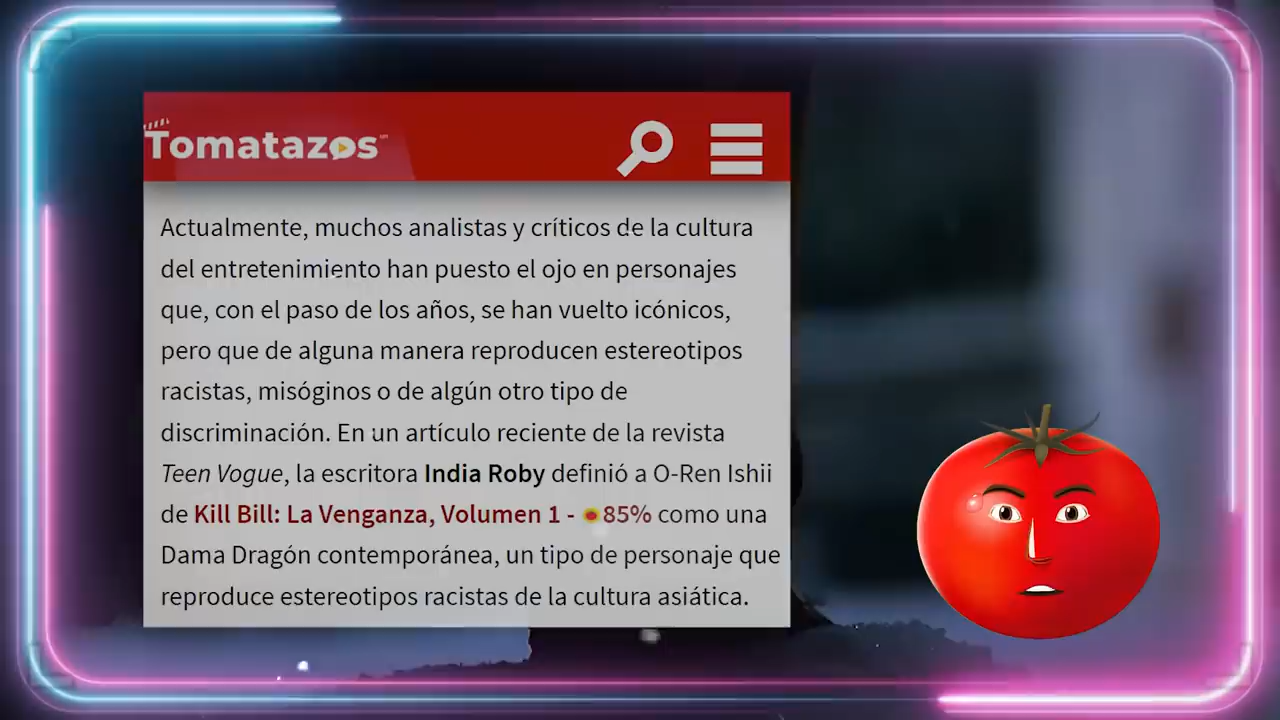 Tomatazos
Actualmente, muchos analistas y críticos de la cultura
del entretenimiento han puesto el ojo en personajes
que, con el paso de los años, se han vuelto icónicos,
pero que de alguna manera reproducen estereotipos
racistas, misóginos o de algún otro tipo de
discriminación. En un artículo reciente de la revista
Teen Vogue, la escritora India Roby definió a O-Ren Ishii
de Kill Bill: La Venganza, Volumen 1 - 85% como una
Dama Dragón contemporánea, un tipo de personaje que
reproduce estereotipos racistas de la cultura asiática.